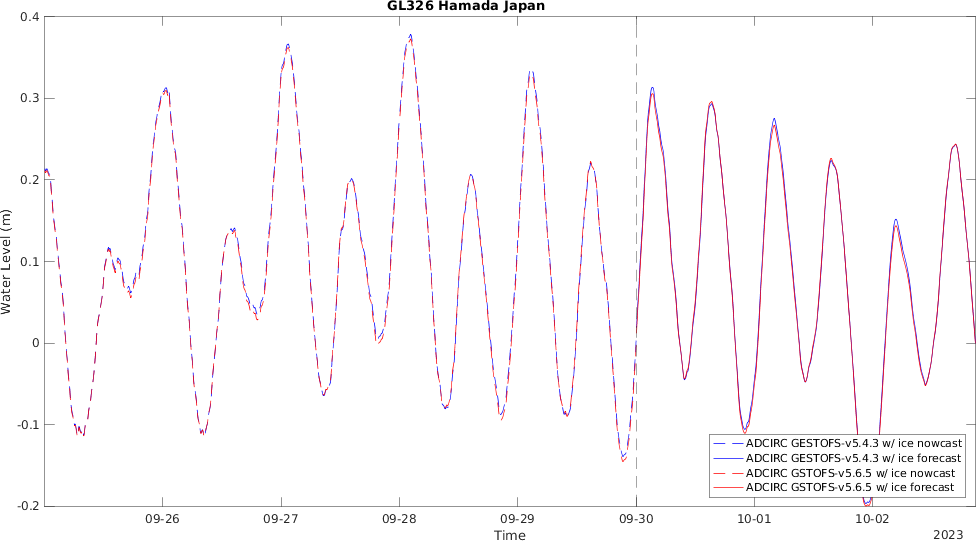 GL326 Hamada Japan
0.4
0.3
0.2
0.1
0
-0.1
-0.2
Water Level (m)
ADCIRC GESTOFS-v5.4.3 w/ ice nowcast
ADCIRC GESTOFS-v5.4.3 w/ ice forecast
ADCIRC GSTOFS-v5.6.5 w/ ice nowcast
ADCIRC GSTOFS-v5.6.5 w/ ice forecast
09-26 09-27 09-28 09-29 09-30 10-01 10-02
Time
2023